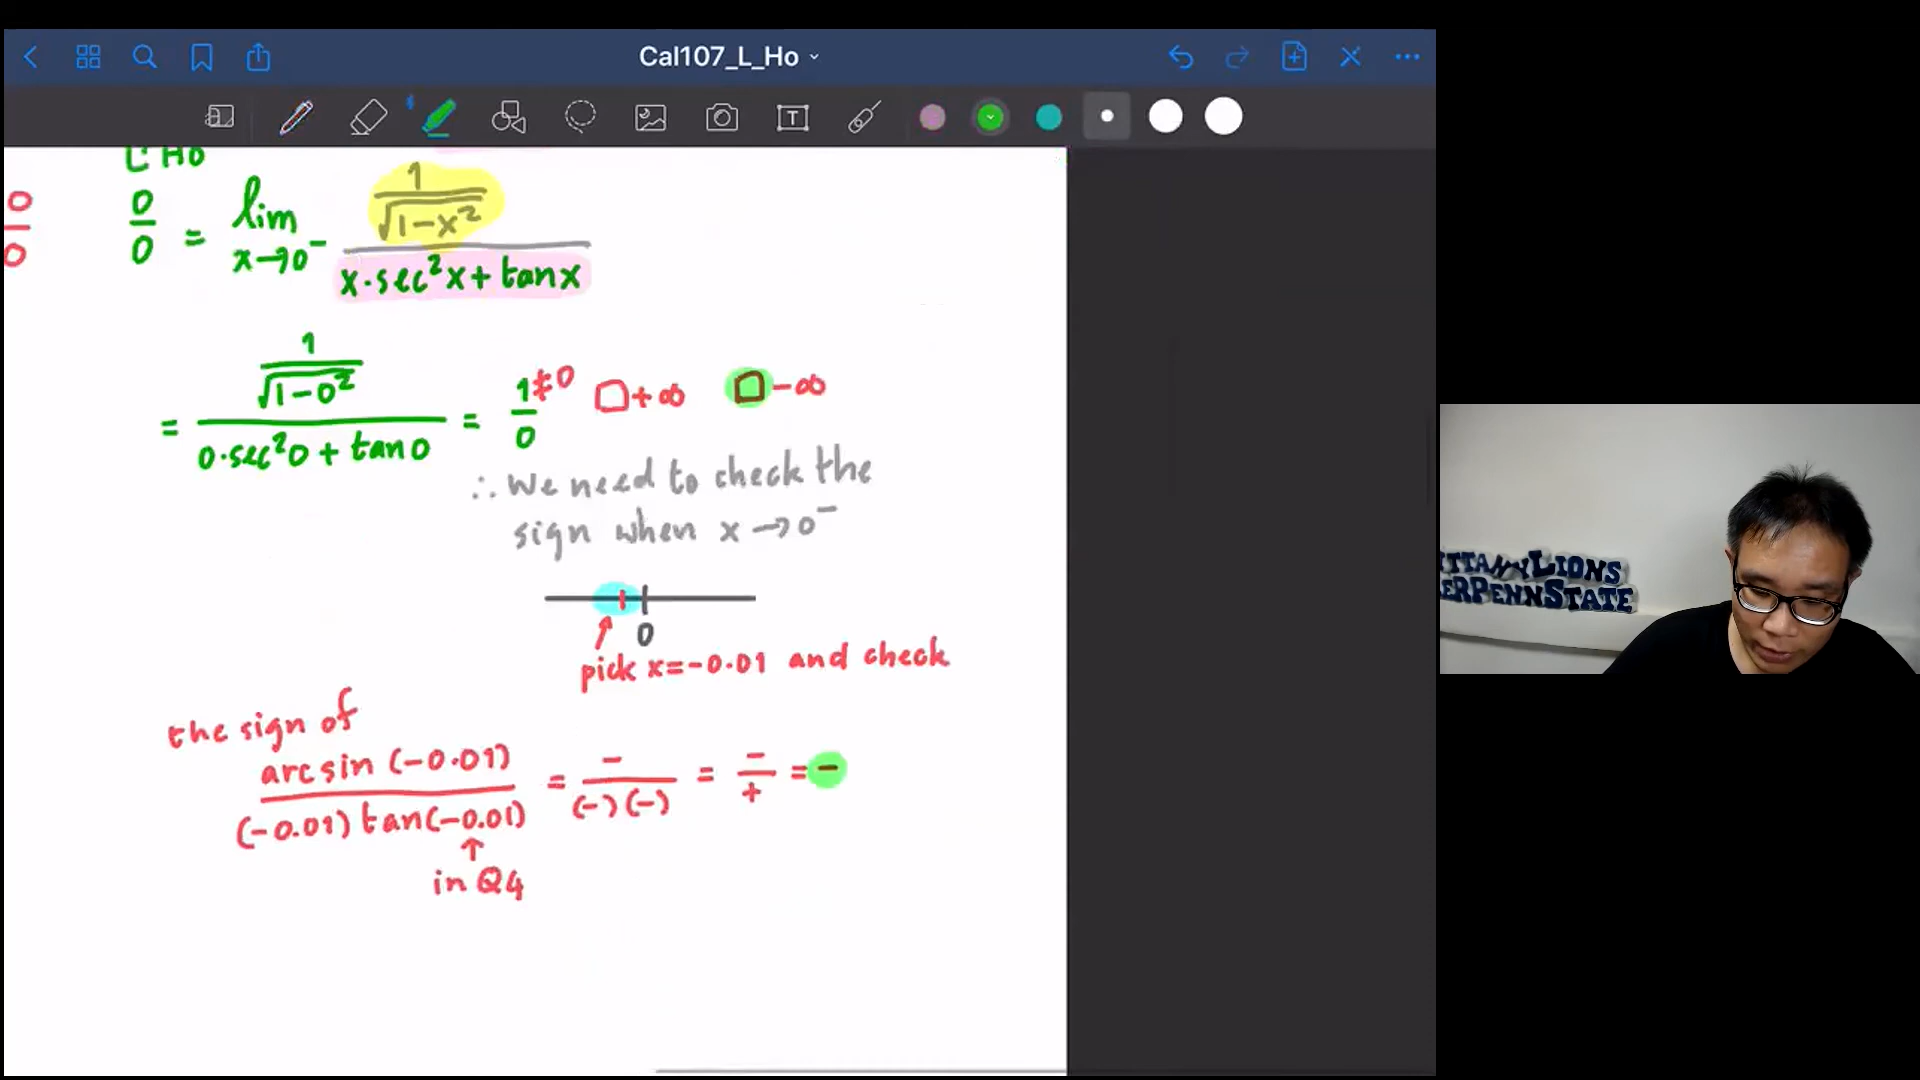 Cal107_L_Ho
L'Ho
0/0
0/0 = lim x→0⁻ (1/√(1-x²))/(x·sec²x+tanx)
= (1/√(1-0²))/(0·sec²0+tan0) = 1/0 ≠0 □+∞ □-∞
∴ We need to check the
sign when x→0⁻
0
pick x=-0.01 and check
the sign of
arcsin(-0.01)/((-0.01)tan(-0.01)) = -/((-)(-)) = -/+ = -
↑
in Q4
ITTANYLIONS
ERPENNSTATE